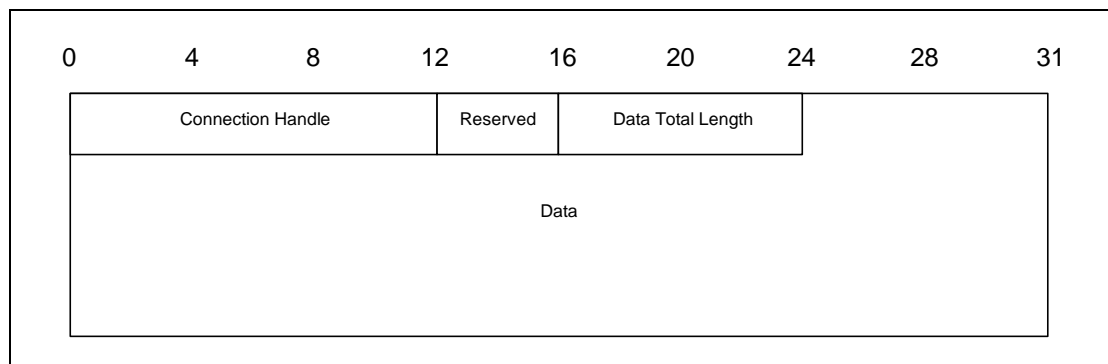 0 4 8 12 16 20 24 28 31
Connection Handle Reserved Data Total Length
Data